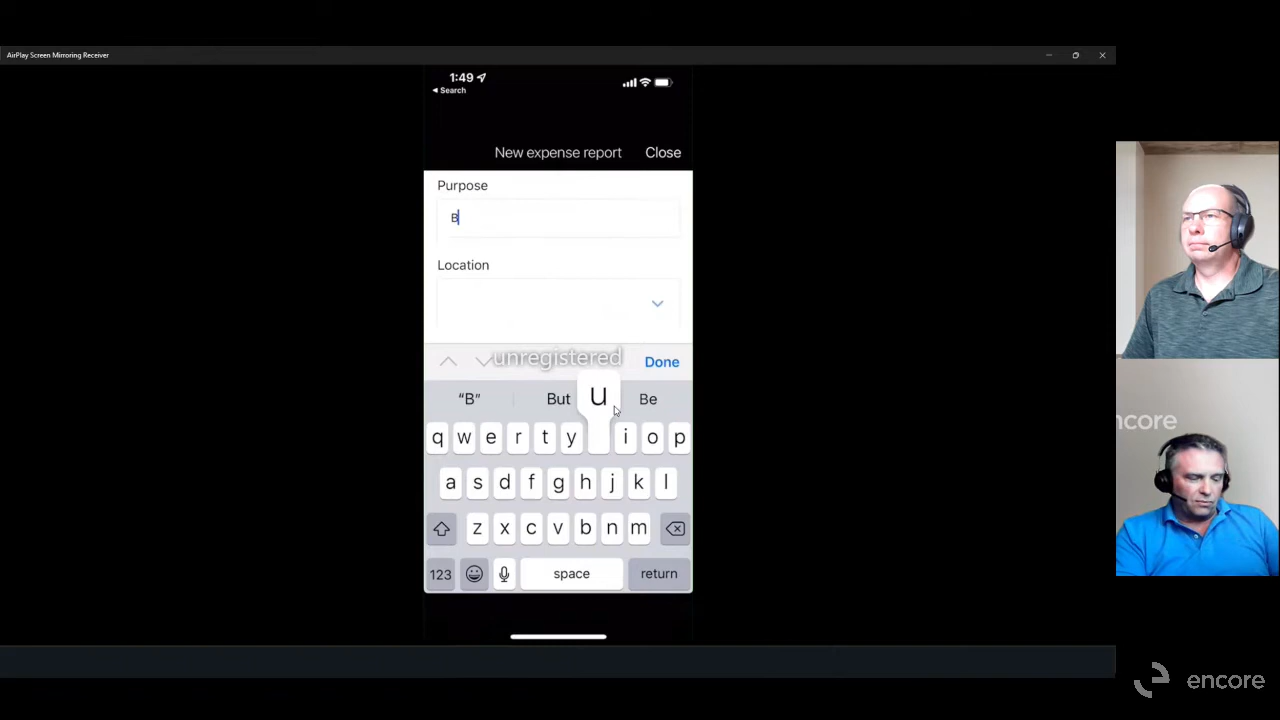 AirPlay Screen Mirroring Receiver
1:49
Search
New expense report Close
Purpose
B
Location
unregistered
Done
“B” But u Be
q w e r t y i o p
a s d f g h j k l
z x c v b n m
123 space return
ncore
encore